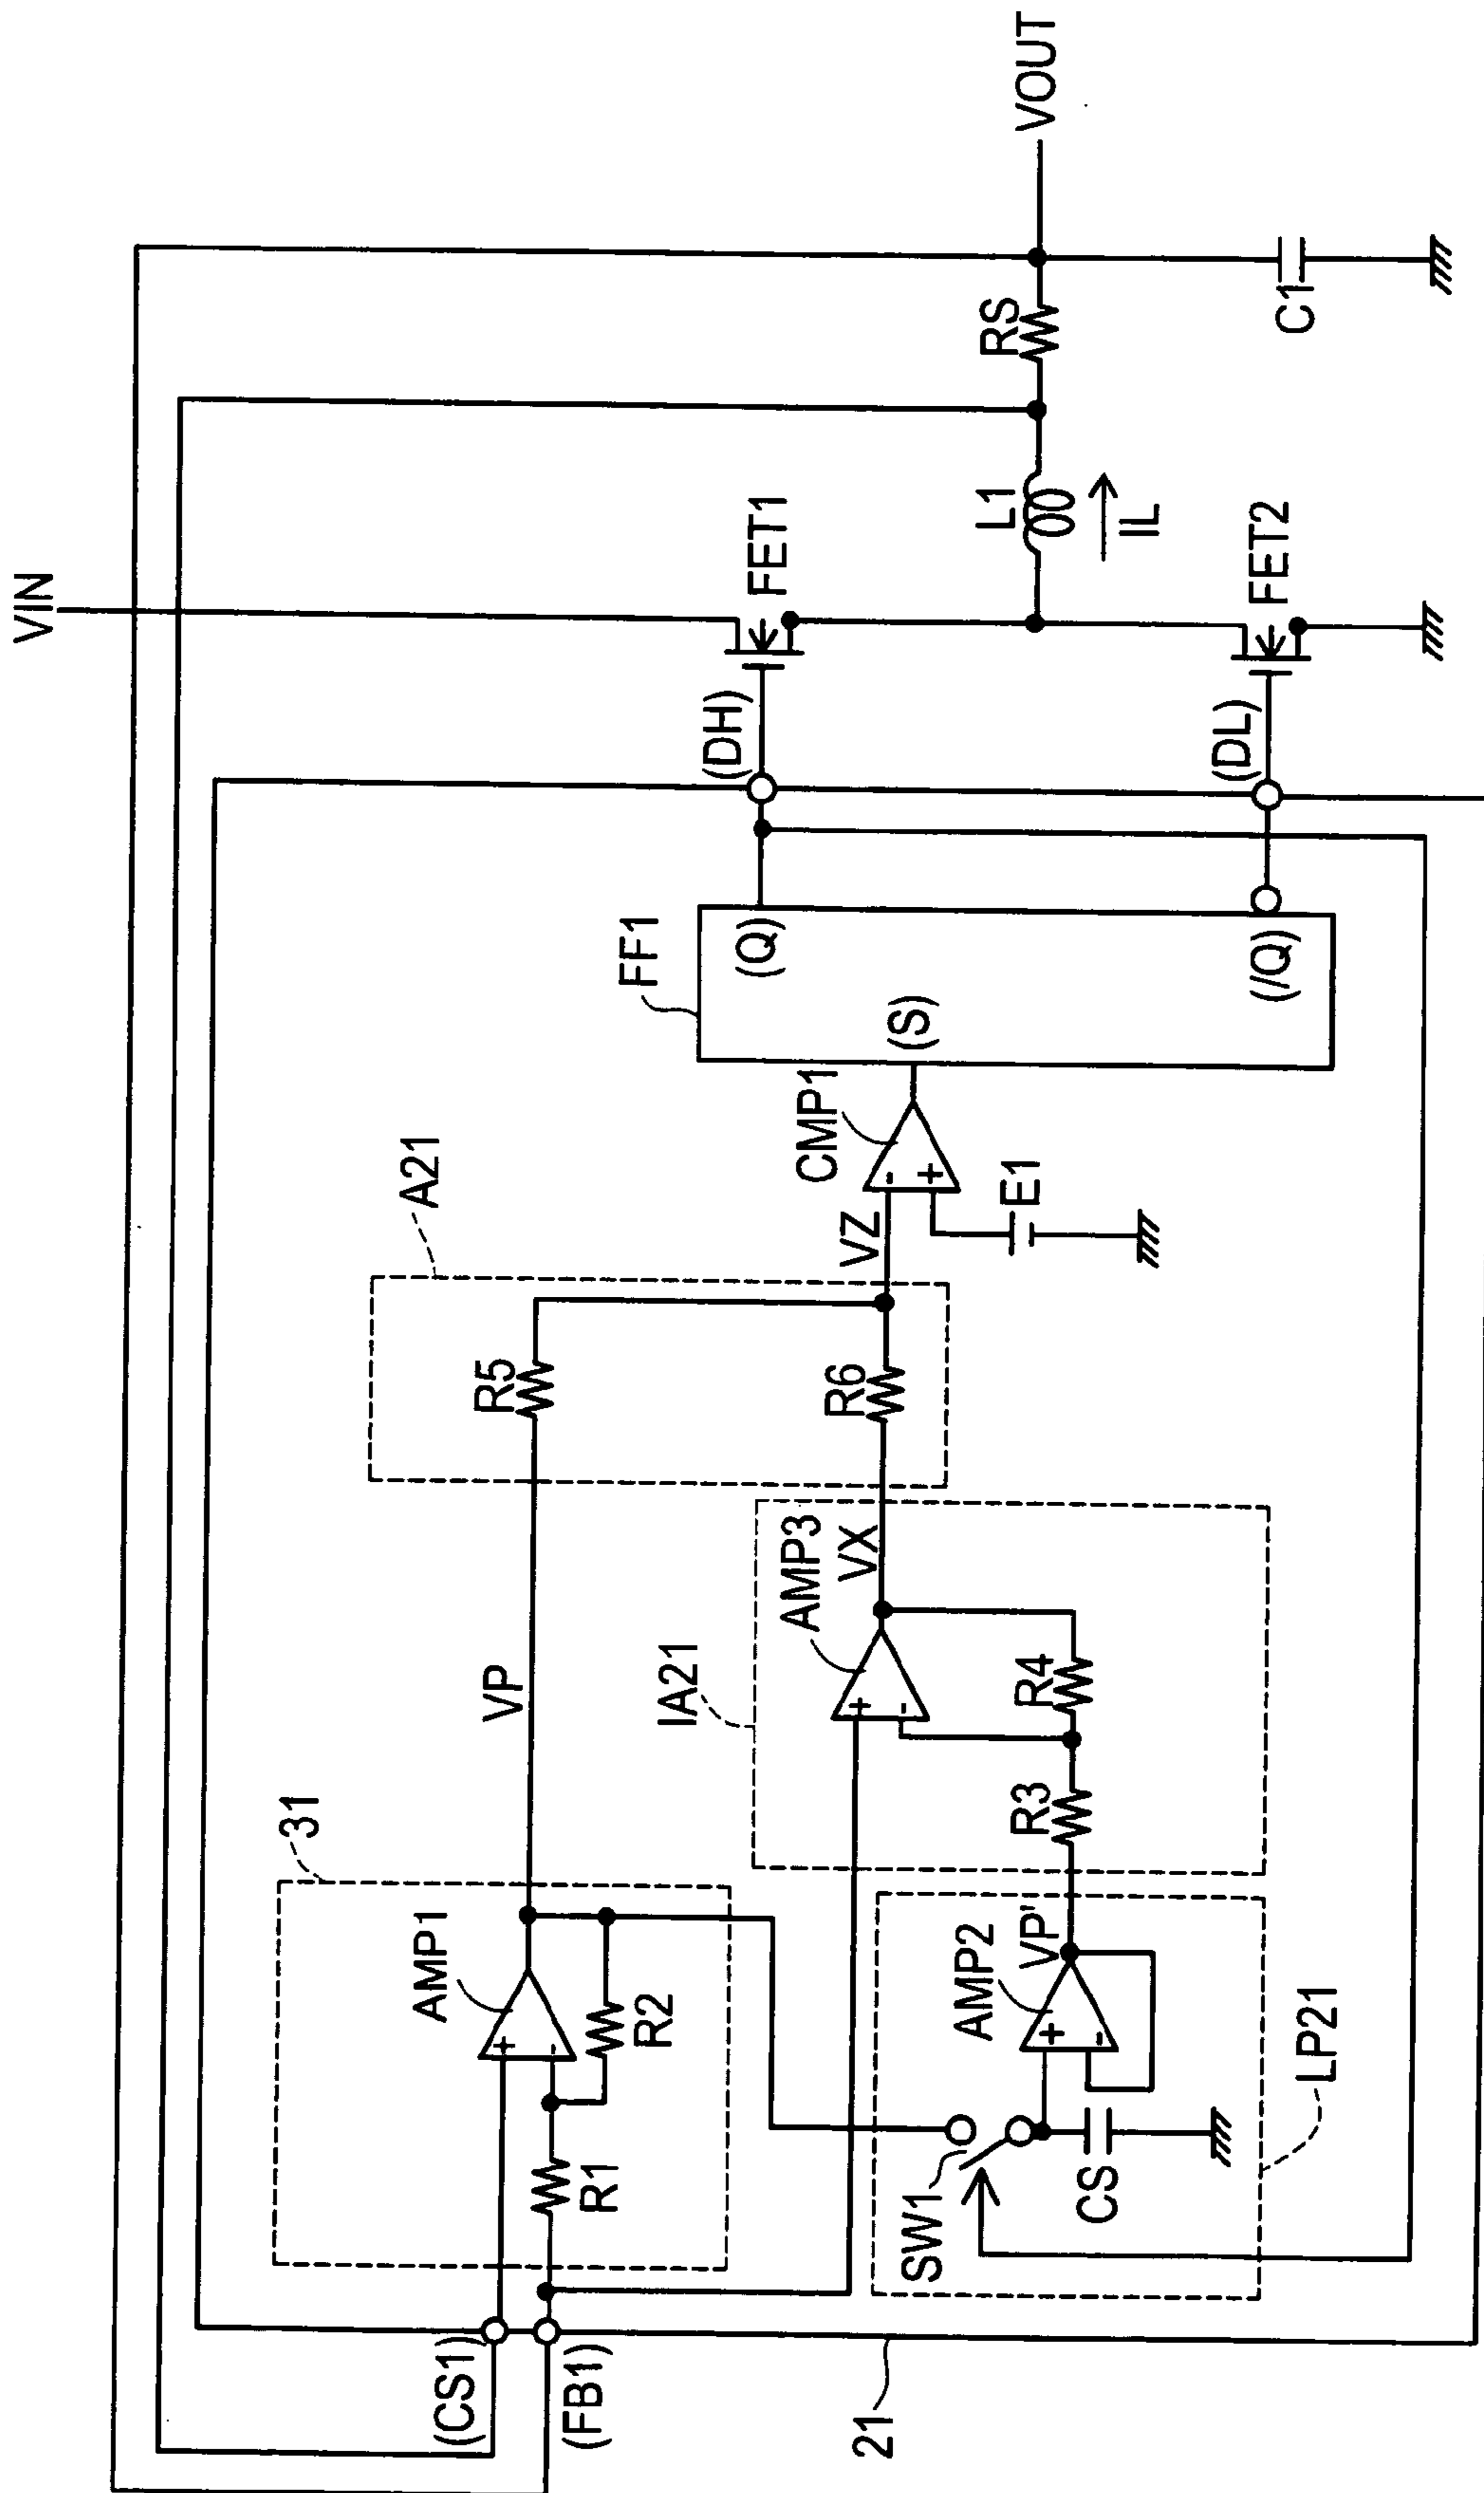 VIN
VOUT
RS
C1
L1
IL
FET1
FET2
(DH)
(DL)
FF1
(Q)
(S)
(/Q)
CMP1
-
+
E1
VZ
A21
R5
R6
VP
IA21
AMP3
VX
+
-
R4
R3
31
AMP1
+
-
R2
R1
AMP2
VP'
+
-
LP21
SW1
CS
(CS1)
(FB1)
21